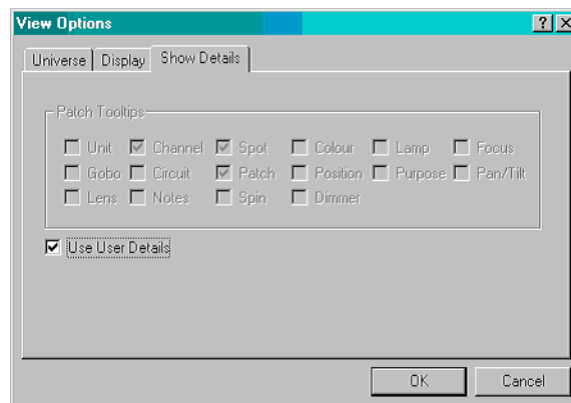 View Options
Universe Display Show Details
Patch Tooltips
Unit Channel Spot Colour Lamp Focus
Gobo Circuit Patch Position Purpose Pan/Tilt
Lens Notes Spin Dimmer
Use User Details
OK Cancel